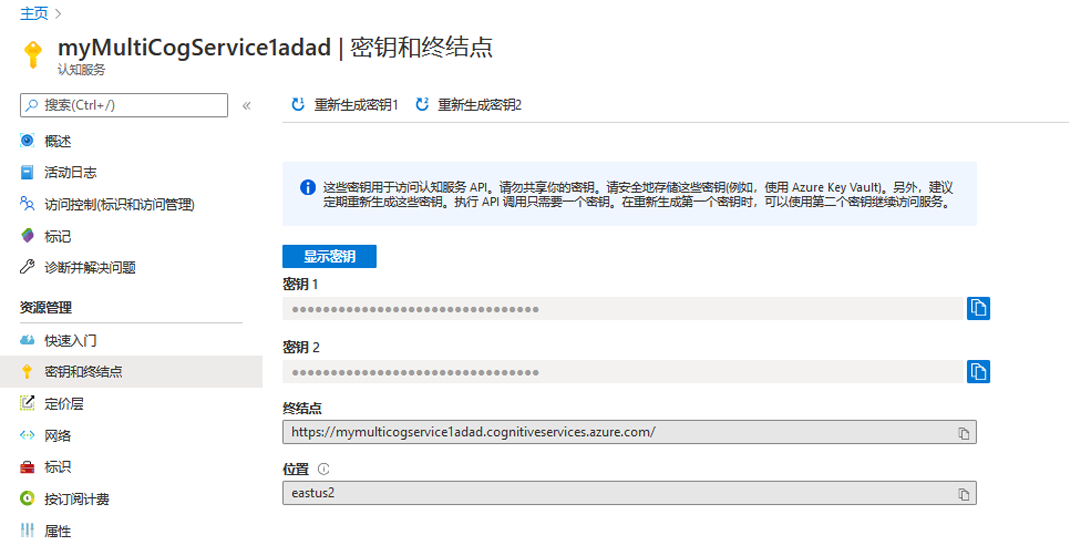 主页 >
myMultiCogService1adad | 密钥和终结点
认知服务
搜索(Ctrl+/)
«
概述
活动日志
访问控制(标识和访问管理)
标记
诊断并解决问题
资源管理
快速入门
密钥和终结点
定价层
网络
标识
按订阅计费
属性
重新生成密钥1 重新生成密钥2
这些密钥用于访问认知服务 API。请勿共享你的密钥。请安全地存储这些密钥(例如，使用 Azure Key Vault)。另外，建议
定期重新生成这些密钥。执行 API 调用只需要一个密钥。在重新生成第一个密钥时，可以使用第二个密钥继续访问服务。
显示密钥
密钥 1
••••••••••••••••••••••••••••••••
密钥 2
••••••••••••••••••••••••••••••••
终结点
https://mymulticogservice1adad.cognitiveservices.azure.com/
位置
eastus2